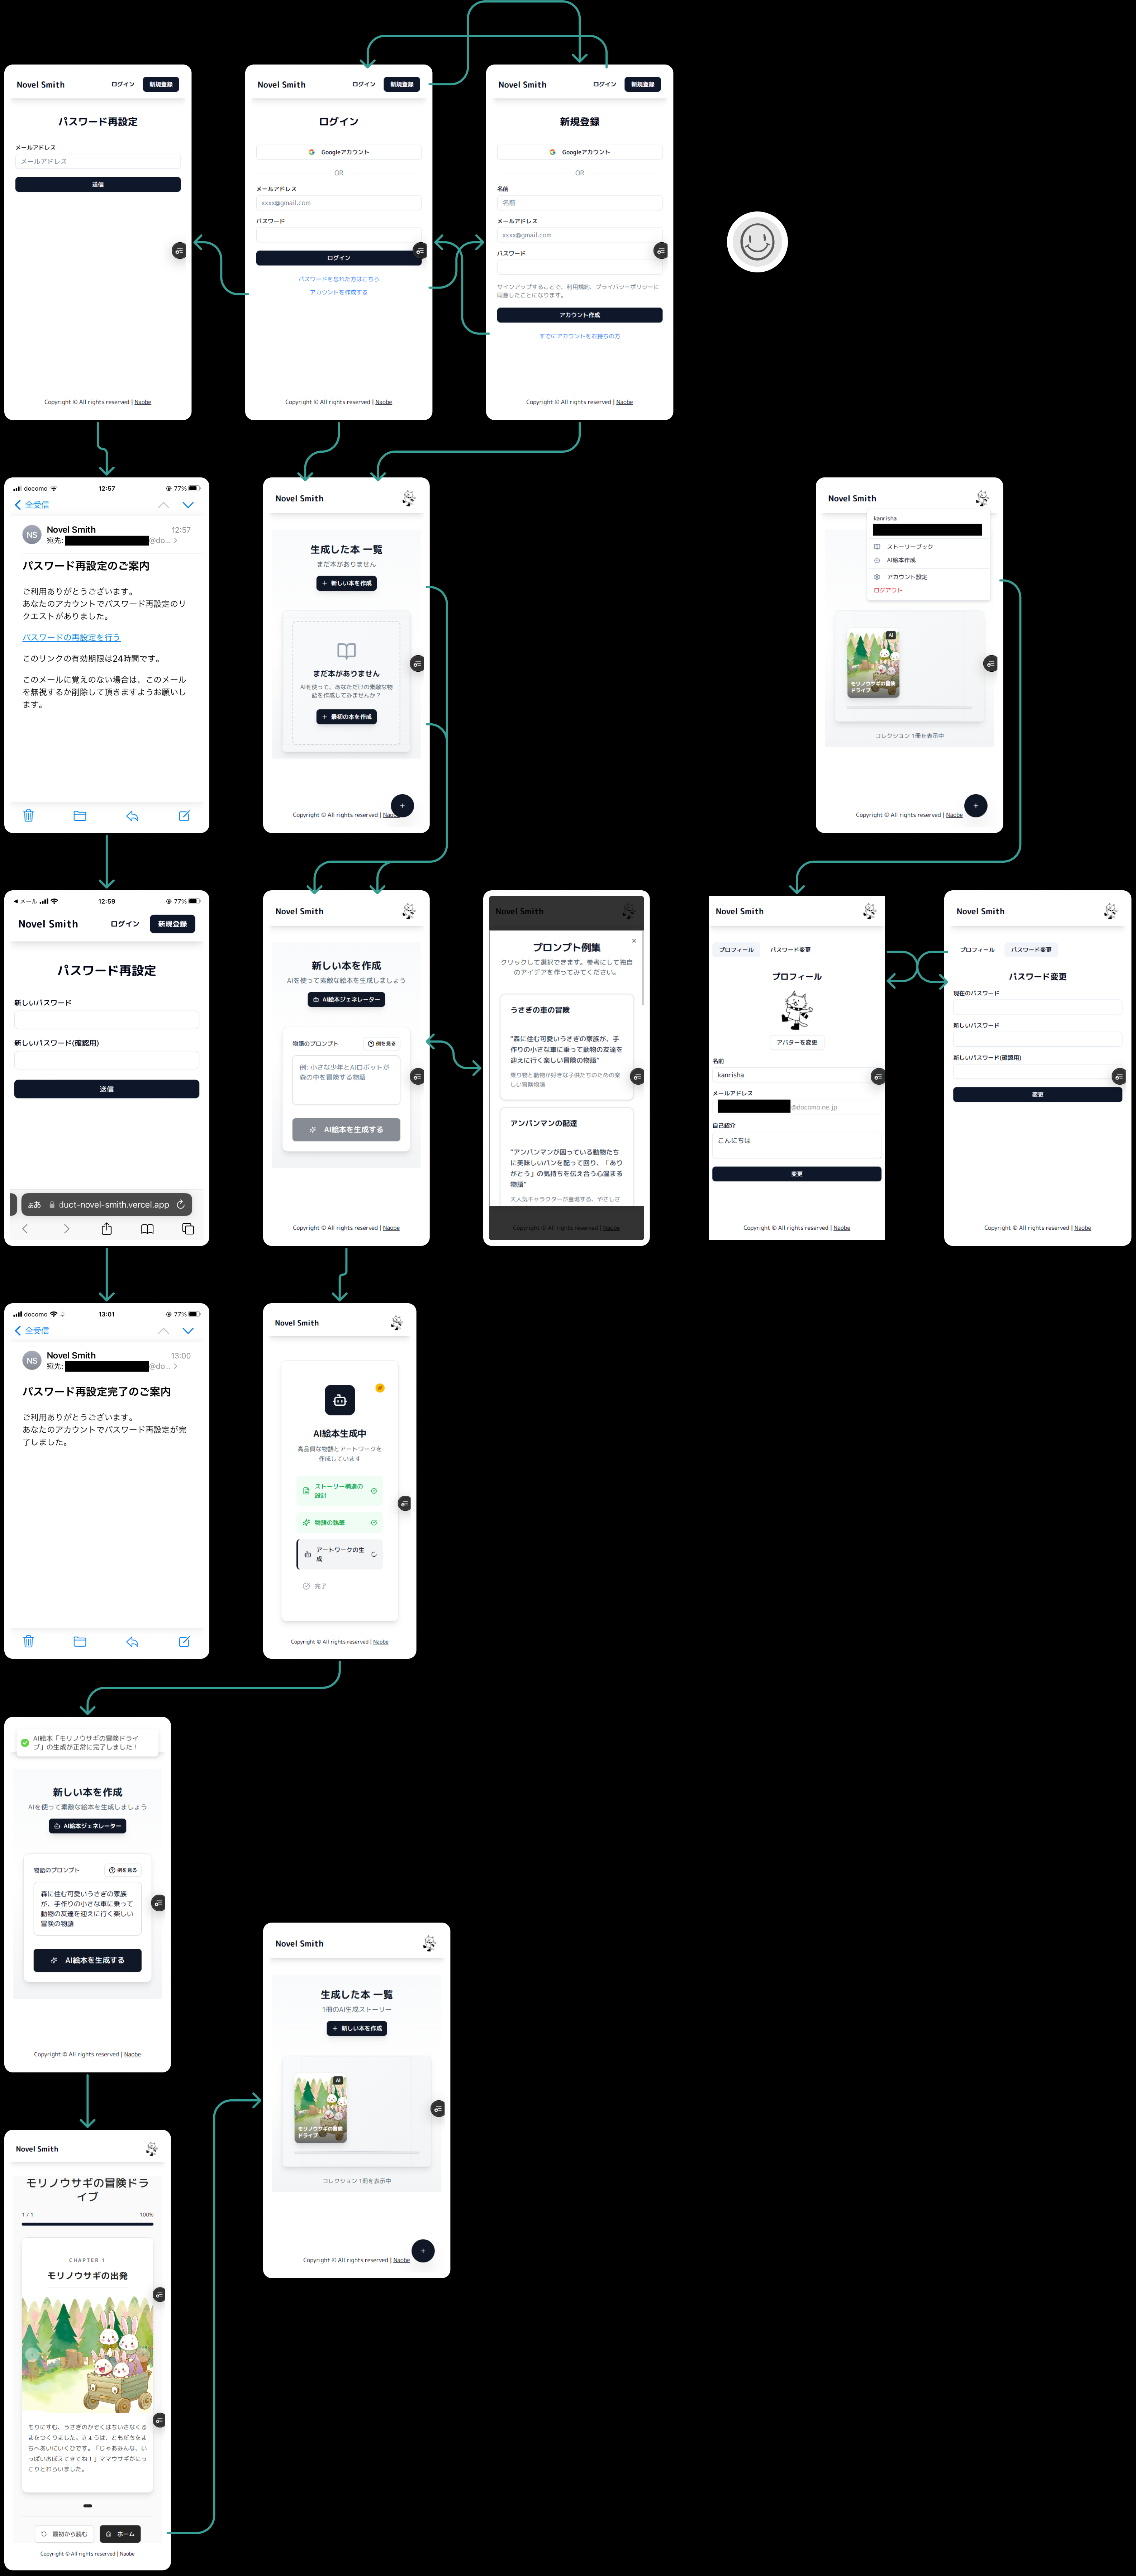 Novel Smith
ログイン
新規登録
パスワード再設定
メールアドレス
メールアドレス
送信
Copyright © All rights reserved | Naobe
Novel Smith
ログイン
新規登録
ログイン
Googleアカウント
OR
メールアドレス
xxxx@gmail.com
パスワード
ログイン
パスワードを忘れた方はこちら
アカウントを作成する
Copyright © All rights reserved | Naobe
Novel Smith
ログイン
新規登録
新規登録
Googleアカウント
OR
名前
名前
メールアドレス
xxxx@gmail.com
パスワード
サインアップすることで、利用規約、プライバシーポリシーに
同意したことになります。
アカウント作成
すでにアカウントをお持ちの方
Copyright © All rights reserved | Naobe
docomo
12:57
77%
全受信
NS
Novel Smith
12:57
宛先:
@do...
パスワード再設定のご案内
ご利用ありがとうございます。
あなたのアカウントでパスワード再設定のリ
クエストがありました。
パスワードの再設定を行う
このリンクの有効期限は24時間です。
このメールに覚えのない場合は、このメール
を無視するか削除して頂きますようお願いし
ます。
Novel Smith
生成した本 一覧
まだ本がありません
+ 新しい本を作成
まだ本がありません
AIを使って、あなただけの素敵な物
語を作成してみませんか？
+ 最初の本を作成
+
Copyright © All rights reserved | Naobe
Novel Smith
kanrisha
ストーリーブック
AI絵本作成
アカウント設定
ログアウト
AI
モリノウサギの冒険
ドライブ
コレクション 1冊を表示中
+
Copyright © All rights reserved | Naobe
メール
12:59
77%
Novel Smith
ログイン
新規登録
パスワード再設定
新しいパスワード
新しいパスワード(確認用)
送信
ぁあ
duct-novel-smith.vercel.app
Novel Smith
新しい本を作成
AIを使って素敵な絵本を生成しましょう
AI絵本ジェネレーター
物語のプロンプト
例を見る
例: 小さな少年とAIロボットが
森の中を冒険する物語
AI絵本を生成する
Copyright © All rights reserved | Naobe
Novel Smith
プロンプト例集
クリックして選択できます。参考にして独自
のアイデアを作ってみてください。
うさぎの車の冒険
"森に住む可愛いうさぎの家族が、手
作りの小さな車に乗って動物の友達を
迎えに行く楽しい冒険の物語"
乗り物と動物が好きな子供たちのための楽
しい冒険物語
アンパンマンの配達
"アンパンマンが困っている動物たち
に美味しいパンを配って回り、「あり
がとう」の気持ちを伝え合う心温まる
物語"
大人気キャラクターが登場する、やさしさ
Copyright © All rights reserved | Naobe
Novel Smith
プロフィール
パスワード変更
プロフィール
アバターを変更
名前
kanrisha
メールアドレス
@docomo.ne.jp
自己紹介
こんにちは
変更
Copyright © All rights reserved | Naobe
Novel Smith
プロフィール
パスワード変更
パスワード変更
現在のパスワード
新しいパスワード
新しいパスワード(確認用)
変更
Copyright © All rights reserved | Naobe
docomo
13:01
77%
全受信
NS
Novel Smith
13:00
宛先:
@do...
パスワード再設定完了のご案内
ご利用ありがとうございます。
あなたのアカウントでパスワード再設定が完
了しました。
Novel Smith
AI絵本生成中
高品質な物語とアートワークを
作成しています
ストーリー構造の
設計
物語の執筆
アートワークの生
成
完了
Copyright © All rights reserved | Naobe
AI絵本「モリノウサギの冒険ドライ
ブ」の生成が正常に完了しました！
新しい本を作成
AIを使って素敵な絵本を生成しましょう
AI絵本ジェネレーター
物語のプロンプト
例を見る
森に住む可愛いうさぎの家族
が、手作りの小さな車に乗って
動物の友達を迎えに行く楽しい
冒険の物語
AI絵本を生成する
Copyright © All rights reserved | Naobe
Novel Smith
生成した本 一覧
1冊のAI生成ストーリー
+ 新しい本を作成
AI
モリノウサギの冒険
ドライブ
コレクション 1冊を表示中
+
Copyright © All rights reserved | Naobe
Novel Smith
モリノウサギの冒険ドラ
イブ
1 / 1
100%
CHAPTER 1
モリノウサギの出発
もりにすむ、うさぎのかぞくはちいさなくる
まをつくりました。きょうは、ともだちをま
ちへあいにいくひです。「じゃあみんな、い
っぱいおぼえてきてね！」ママウサギがにっ
こりとわらいました。
最初から読む
ホーム
Copyright © All rights reserved | Naobe